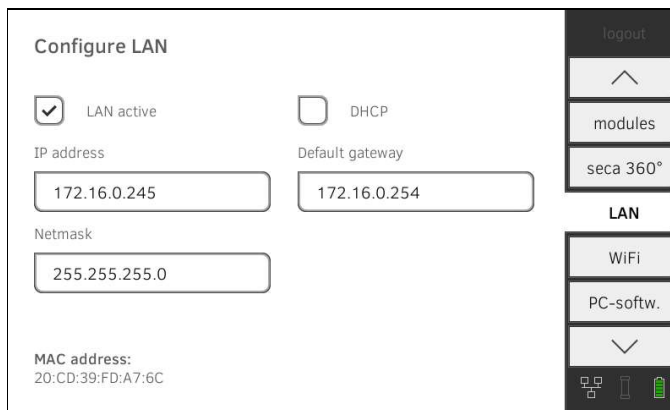 Configure LAN
LAN active
DHCP
IP address
Default gateway
172.16.0.245
172.16.0.254
Netmask
255.255.255.0
MAC address:
20:CD:39:FD:A7:6C
logout
modules
seca 360°
LAN
WiFi
PC-softw.